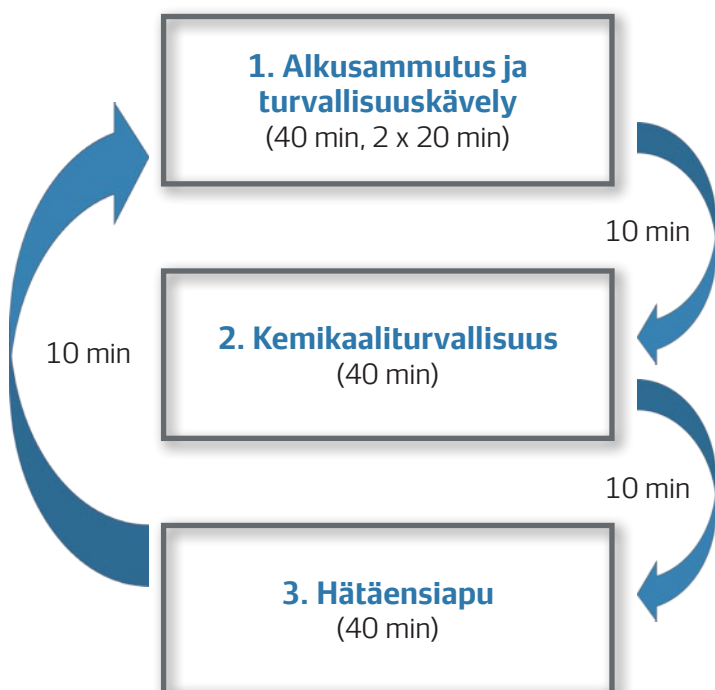 1. Alkusammutus ja
turvallisuuskävely
(40 min, 2 x 20 min)
10 min
2. Kemikaaliturvallisuus
(40 min)
10 min
10 min
3. Hätäensiapu
(40 min)